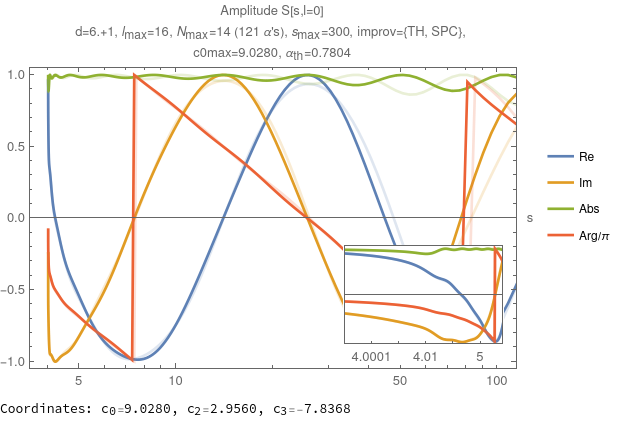 Amplitude S[s,l=0]
d=6.+1, lmax=16, Nmax=14 (121 α's), smax=300, improv={TH, SPC},
c0max=9.0280, αth=0.7804
1.0
0.5
0.0
−0.5
−1.0
5 10 50 100
s
4.0001 4.01 5
Re
Im
Abs
Arg/π
Coordinates: c0=9.0280, c2=2.9560, c3=-7.8368